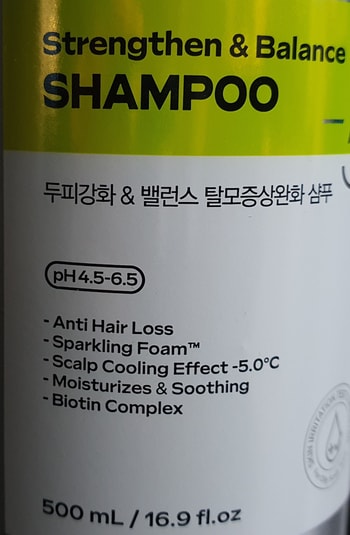 Strengthen & Balance
SHAMPOO
두피강화 & 밸런스 탈모증상완화 샴푸
pH 4.5-6.5
- Anti Hair Loss
- Sparkling Foam™
- Scalp Cooling Effect -5.0°C
- Moisturizes & Soothing
- Biotin Complex
SKIN IRRITATION
500 mL / 16.9 fl.oz